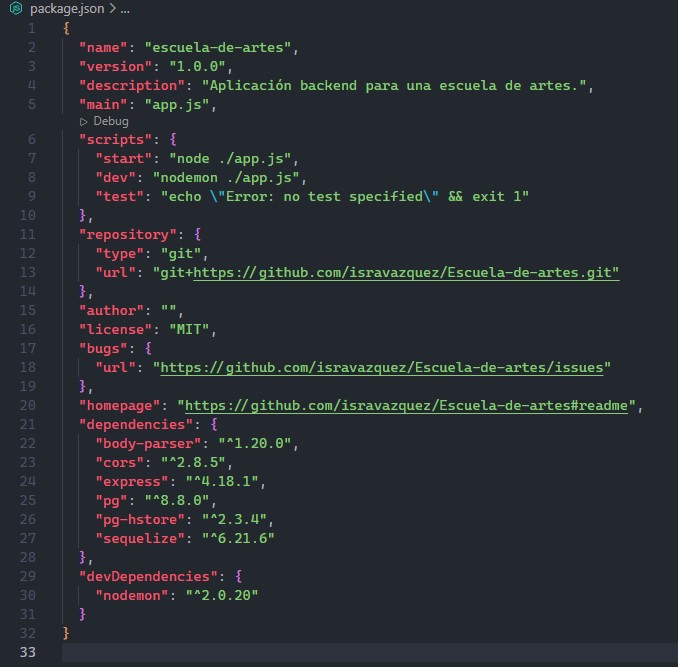 package.json > ...
1 {
2 "name": "escuela-de-artes",
3 "version": "1.0.0",
4 "description": "Aplicación backend para una escuela de artes.",
5 "main": "app.js",
Debug
6 "scripts": {
7 "start": "node ./app.js",
8 "dev": "nodemon ./app.js",
9 "test": "echo \"Error: no test specified\" && exit 1"
10 },
11 "repository": {
12 "type": "git",
13 "url": "git+https://github.com/isravazquez/Escuela-de-artes.git"
14 },
15 "author": "",
16 "license": "MIT",
17 "bugs": {
18 "url": "https://github.com/isravazquez/Escuela-de-artes/issues"
19 },
20 "homepage": "https://github.com/isravazquez/Escuela-de-artes#readme",
21 "dependencies": {
22 "body-parser": "^1.20.0",
23 "cors": "^2.8.5",
24 "express": "^4.18.1",
25 "pg": "^8.8.0",
26 "pg-hstore": "^2.3.4",
27 "sequelize": "^6.21.6"
28 },
29 "devDependencies": {
30 "nodemon": "^2.0.20"
31 }
32 }
33